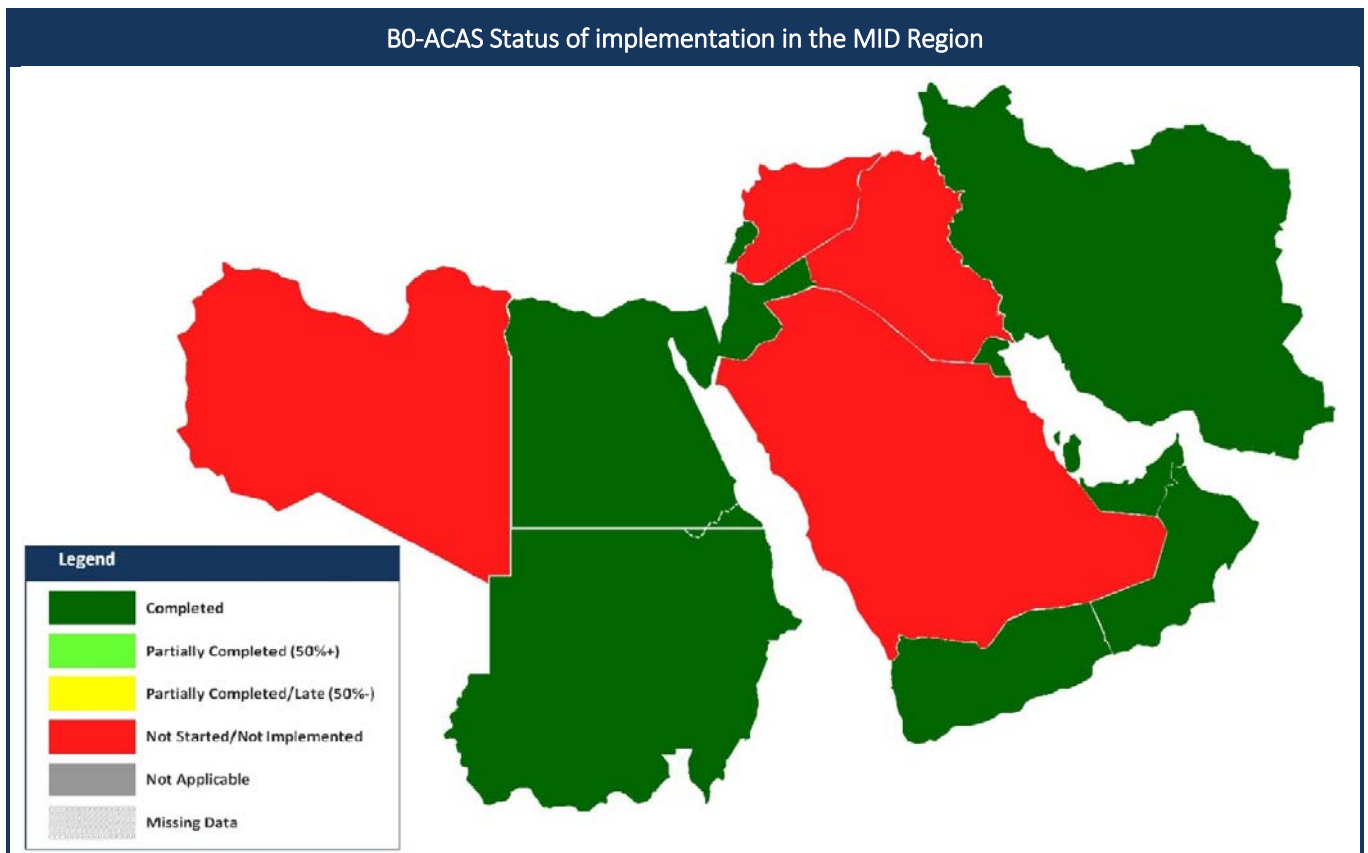 B0-ACAS Status of implementation in the MID Region
Legend
Completed
Partially Completed (50%+)
Partially Completed/Late (50%-)
Not Started/Not Implemented
Not Applicable
Missing Data